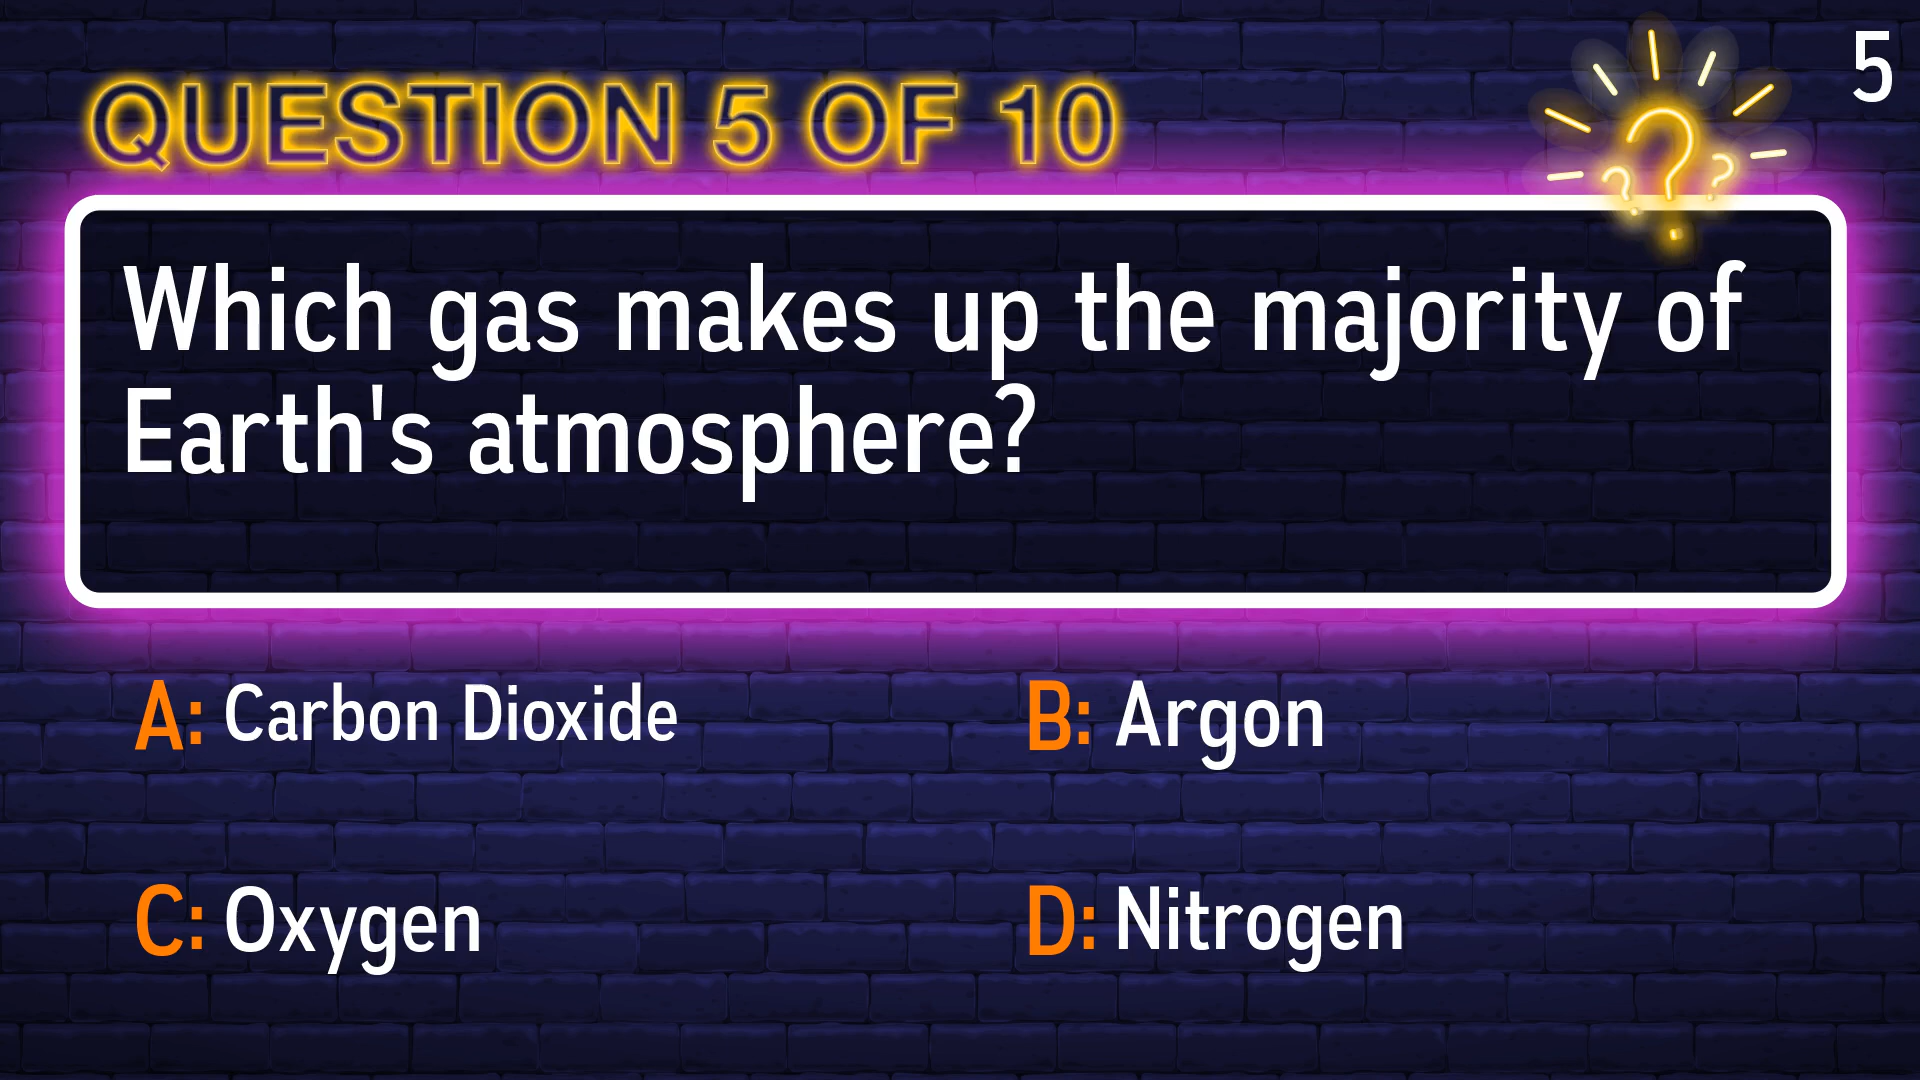 5
QUESTION 5 OF 10
Which gas makes up the majority of
Earth's atmosphere?
A: Carbon Dioxide
B: Argon
C: Oxygen
D: Nitrogen